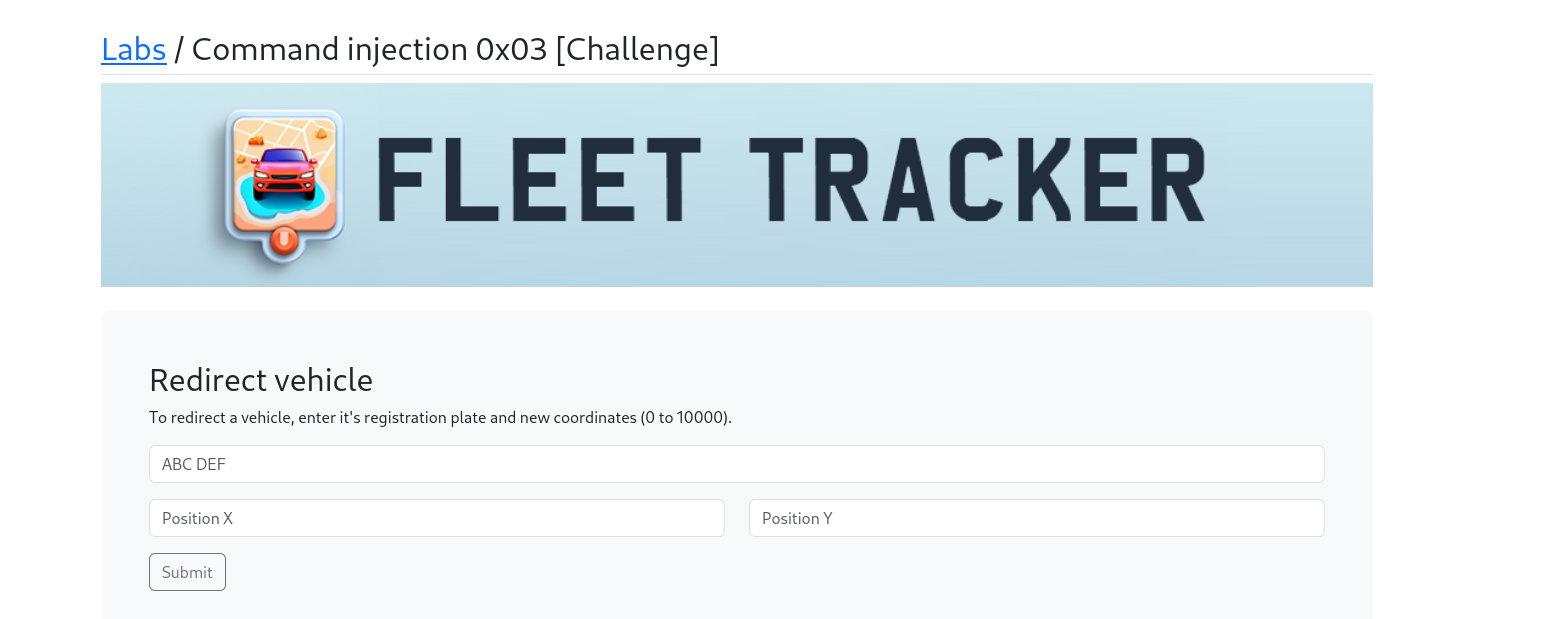 Labs / Command injection 0x03 [Challenge]
FLEET TRACKER
Redirect vehicle
To redirect a vehicle, enter it's registration plate and new coordinates (0 to 10000).
ABC DEF
Position X Position Y
Submit